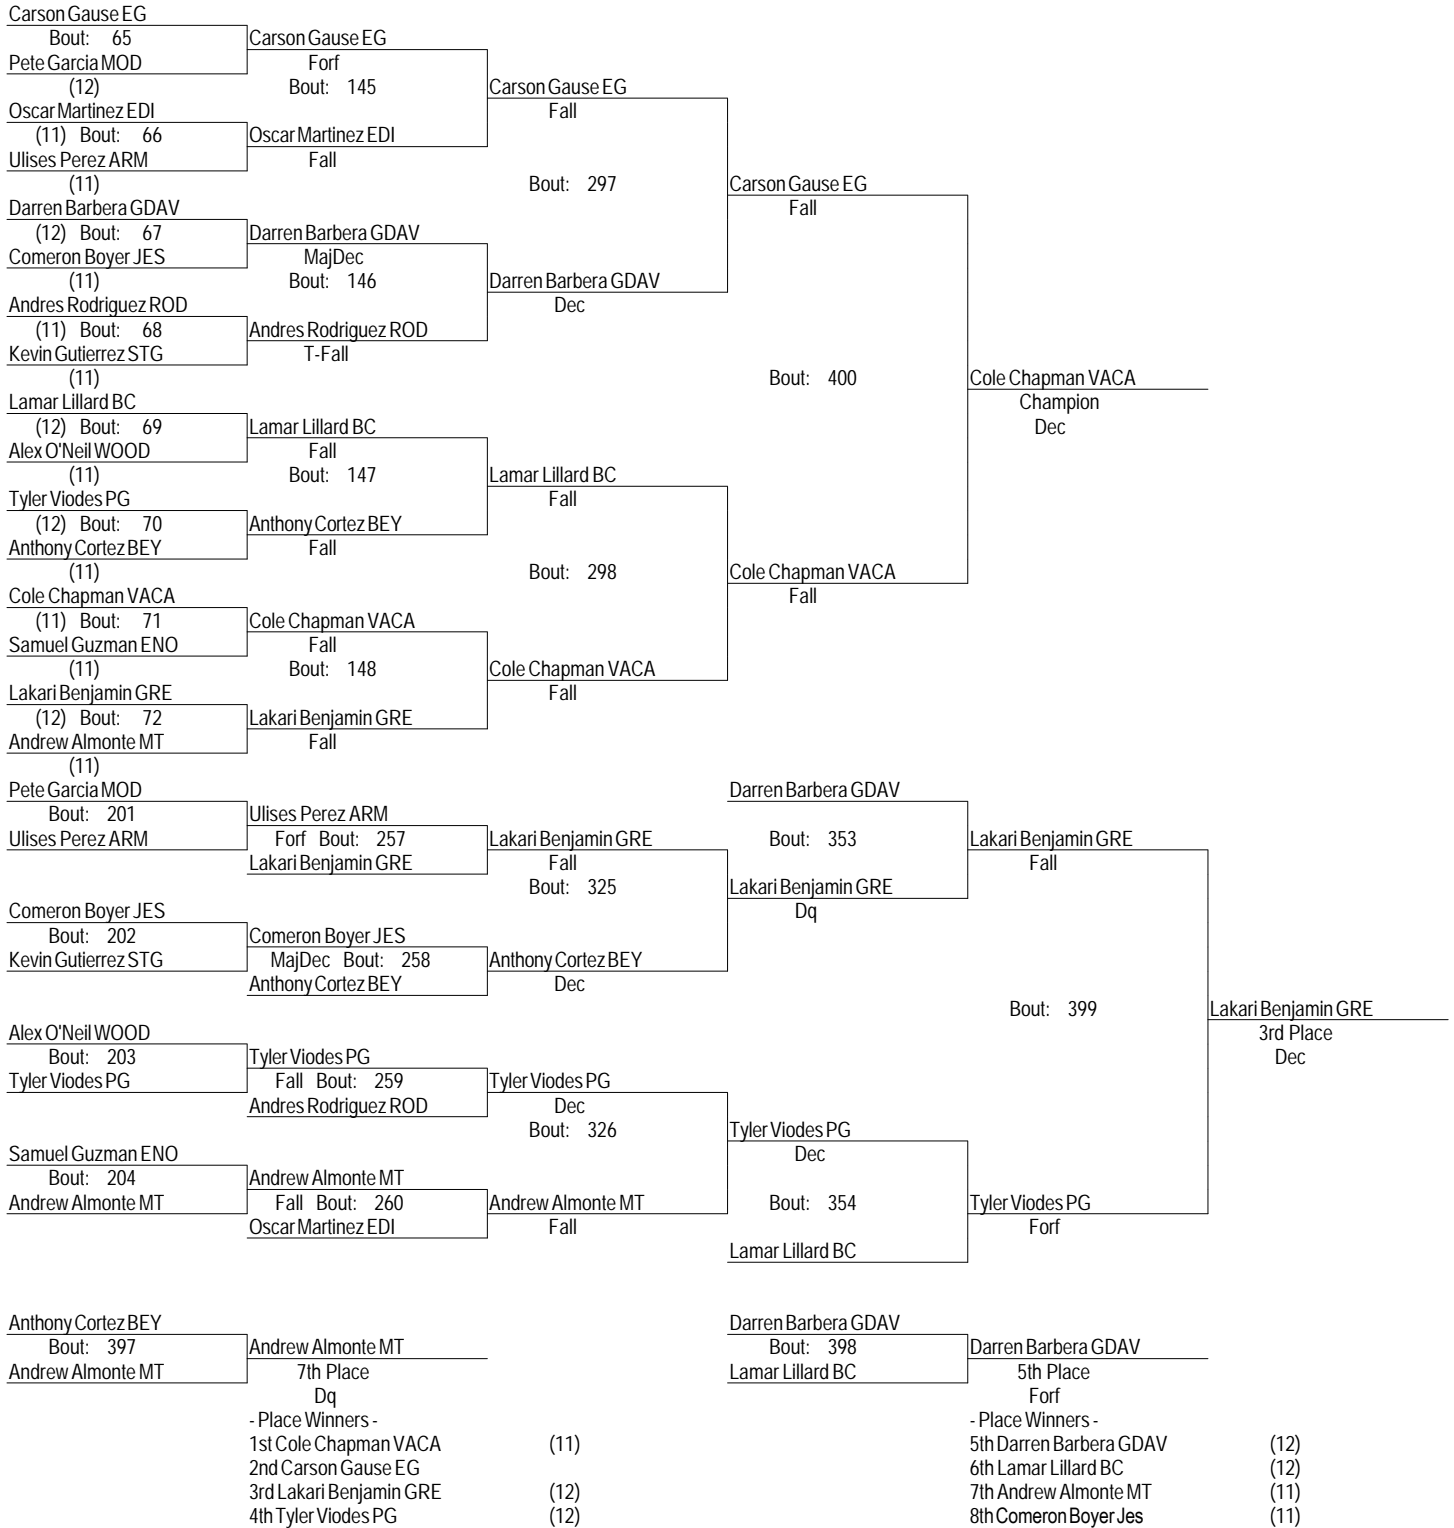 Carson Gause EG
Bout: 65
Carson Gause EG
Pete Garcia MOD
Forf
(12)
Bout: 145
Carson Gause EG
Oscar Martinez EDI
Fall
(11) Bout: 66
Oscar Martinez EDI
Ulises Perez ARM
Fall
(11)
Bout: 297
Carson Gause EG
Darren Barbera GDAV
Fall
(12) Bout: 67
Darren Barbera GDAV
Comeron Boyer JES
MajDec
(11)
Bout: 146
Darren Barbera GDAV
Andres Rodriguez ROD
Dec
(11) Bout: 68
Andres Rodriguez ROD
Kevin Gutierrez STG
T-Fall
(11)
Bout: 400
Cole Chapman VACA
Lamar Lillard BC
Champion
(12) Bout: 69
Lamar Lillard BC
Dec
Alex O'Neil WOOD
Fall
(11)
Bout: 147
Lamar Lillard BC
Tyler Viodes PG
Fall
(12) Bout: 70
Anthony Cortez BEY
Anthony Cortez BEY
Fall
(11)
Bout: 298
Cole Chapman VACA
Cole Chapman VACA
Fall
(11) Bout: 71
Cole Chapman VACA
Samuel Guzman ENO
Fall
(11)
Bout: 148
Cole Chapman VACA
Lakari Benjamin GRE
Fall
(12) Bout: 72
Lakari Benjamin GRE
Andrew Almonte MT
Fall
(11)
Pete Garcia MOD
Darren Barbera GDAV
Bout: 201
Ulises Perez ARM
Ulises Perez ARM
Forf Bout: 257
Lakari Benjamin GRE
Bout: 353
Lakari Benjamin GRE
Lakari Benjamin GRE
Fall
Fall
Bout: 325
Lakari Benjamin GRE
Comeron Boyer JES
Dq
Bout: 202
Comeron Boyer JES
Kevin Gutierrez STG
MajDec Bout: 258
Anthony Cortez BEY
Anthony Cortez BEY
Dec
Bout: 399
Lakari Benjamin GRE
Alex O'Neil WOOD
3rd Place
Bout: 203
Tyler Viodes PG
Dec
Tyler Viodes PG
Fall Bout: 259
Tyler Viodes PG
Andres Rodriguez ROD
Dec
Bout: 326
Tyler Viodes PG
Samuel Guzman ENO
Dec
Bout: 204
Andrew Almonte MT
Andrew Almonte MT
Fall Bout: 260
Andrew Almonte MT
Bout: 354
Tyler Viodes PG
Oscar Martinez EDI
Fall
Forf
Lamar Lillard BC
Anthony Cortez BEY
Darren Barbera GDAV
Bout: 397
Andrew Almonte MT
Bout: 398
Darren Barbera GDAV
Andrew Almonte MT
7th Place
Lamar Lillard BC
5th Place
Dq
Forf
- Place Winners -
- Place Winners -
1st Cole Chapman VACA (11)
5th Darren Barbera GDAV (12)
2nd Carson Gause EG
6th Lamar Lillard BC (12)
3rd Lakari Benjamin GRE (12)
7th Andrew Almonte MT (11)
4th Tyler Viodes PG (12)
8th Comeron Boyer Jes (11)